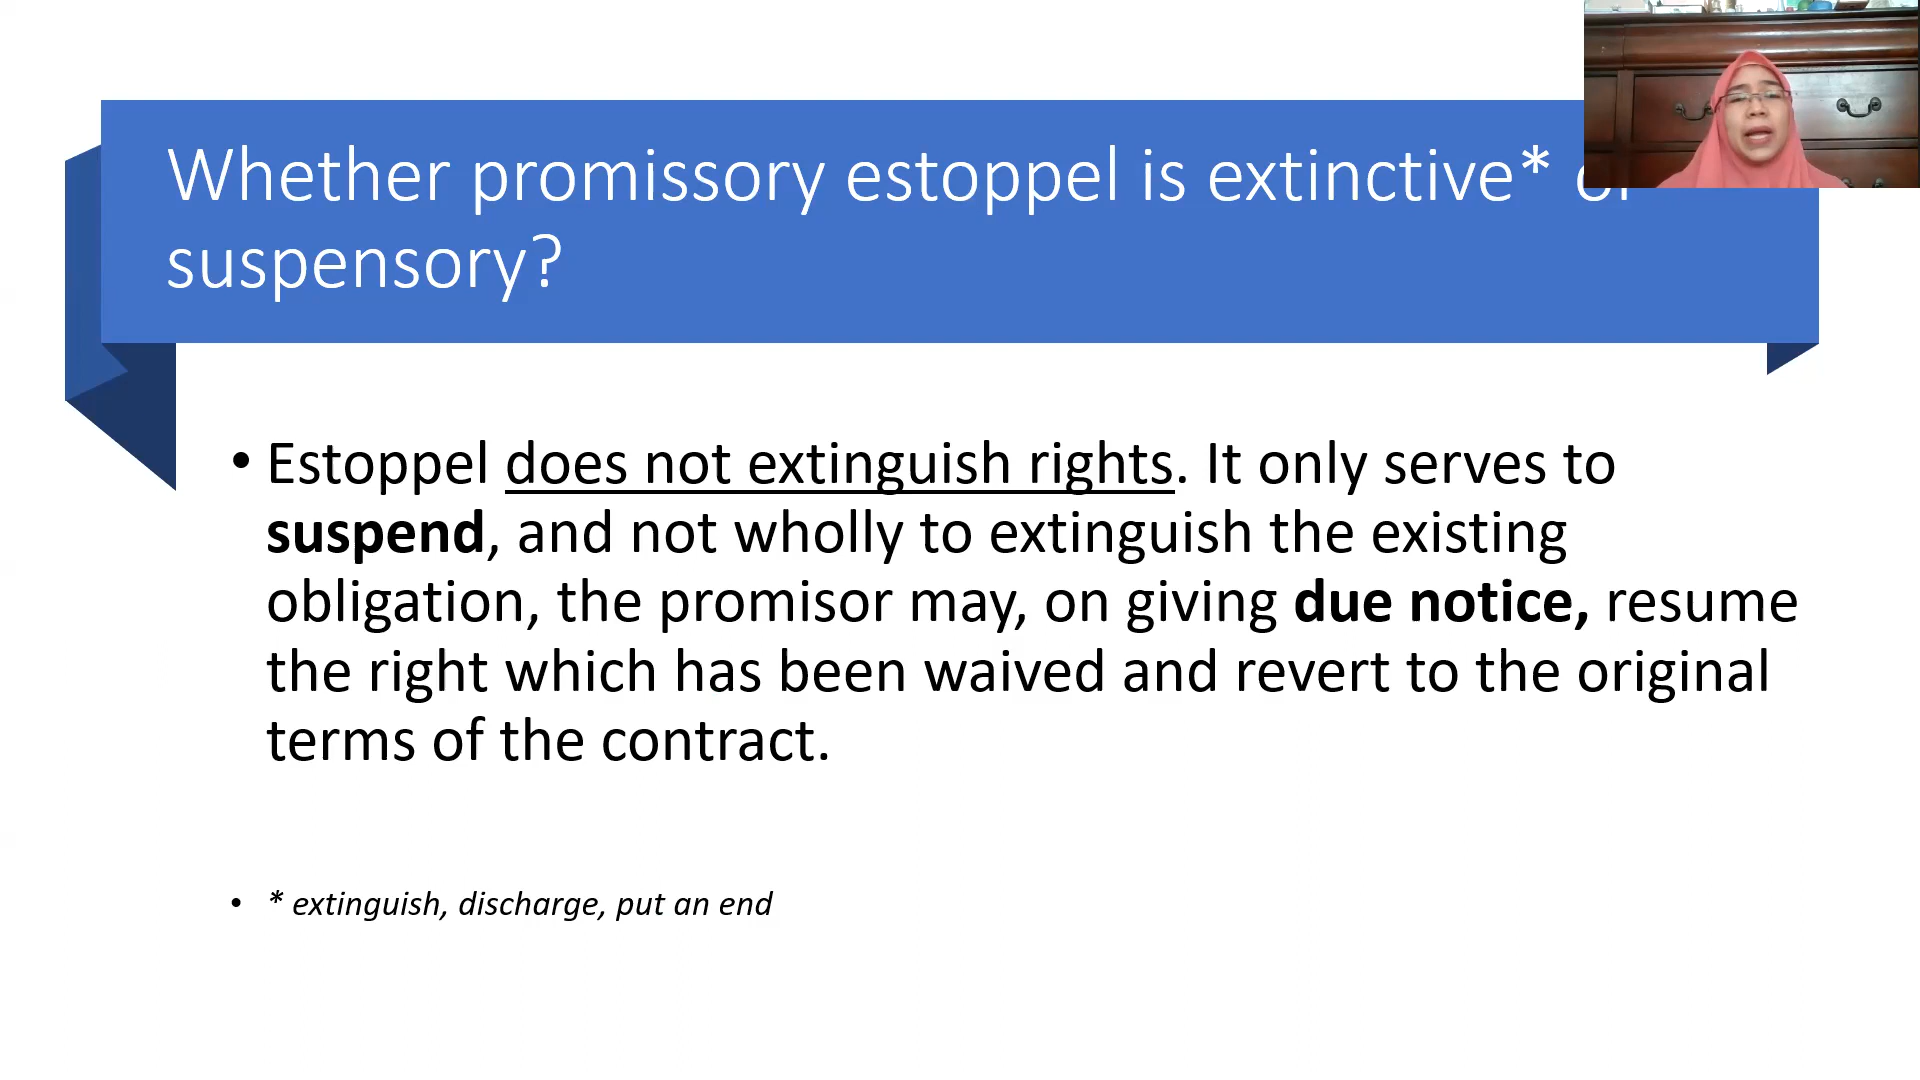 Whether promissory estoppel is extinctive* or
suspensory?
• Estoppel does not extinguish rights. It only serves to
suspend, and not wholly to extinguish the existing
obligation, the promisor may, on giving due notice, resume
the right which has been waived and revert to the original
terms of the contract.
• * extinguish, discharge, put an end